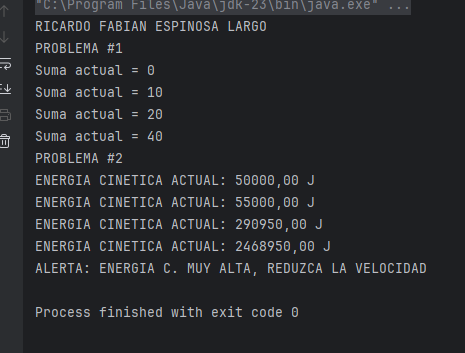 "C:\Program Files\Java\jdk-23\bin\java.exe" ...
RICARDO FABIAN ESPINOSA LARGO
PROBLEMA #1
Suma actual = 0
Suma actual = 10
Suma actual = 20
Suma actual = 40
PROBLEMA #2
ENERGIA CINETICA ACTUAL: 50000,00 J
ENERGIA CINETICA ACTUAL: 55000,00 J
ENERGIA CINETICA ACTUAL: 290950,00 J
ENERGIA CINETICA ACTUAL: 2468950,00 J
ALERTA: ENERGIA C. MUY ALTA, REDUZCA LA VELOCIDAD
Process finished with exit code 0